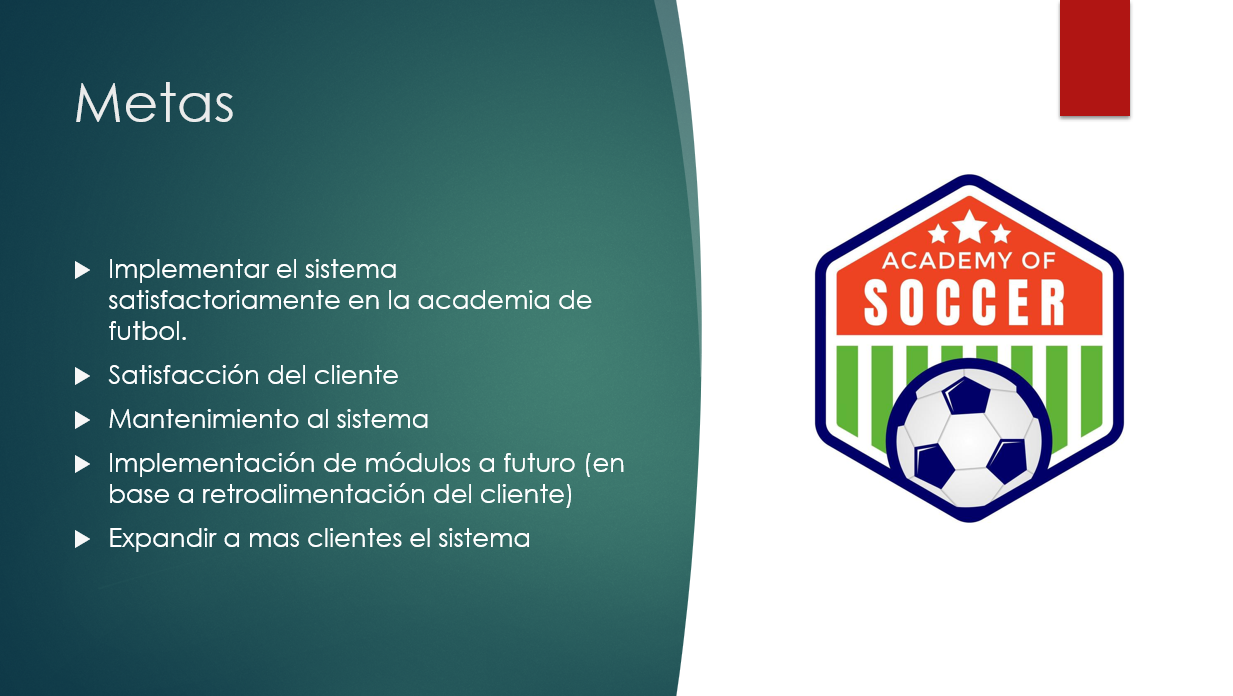 Metas
Implementar el sistema
satisfactoriamente en la academia de
futbol.
Satisfacción del cliente
Mantenimiento al sistema
Implementación de módulos a futuro (en
base a retroalimentación del cliente)
Expandir a mas clientes el sistema
ACADEMY OF
SOCCER